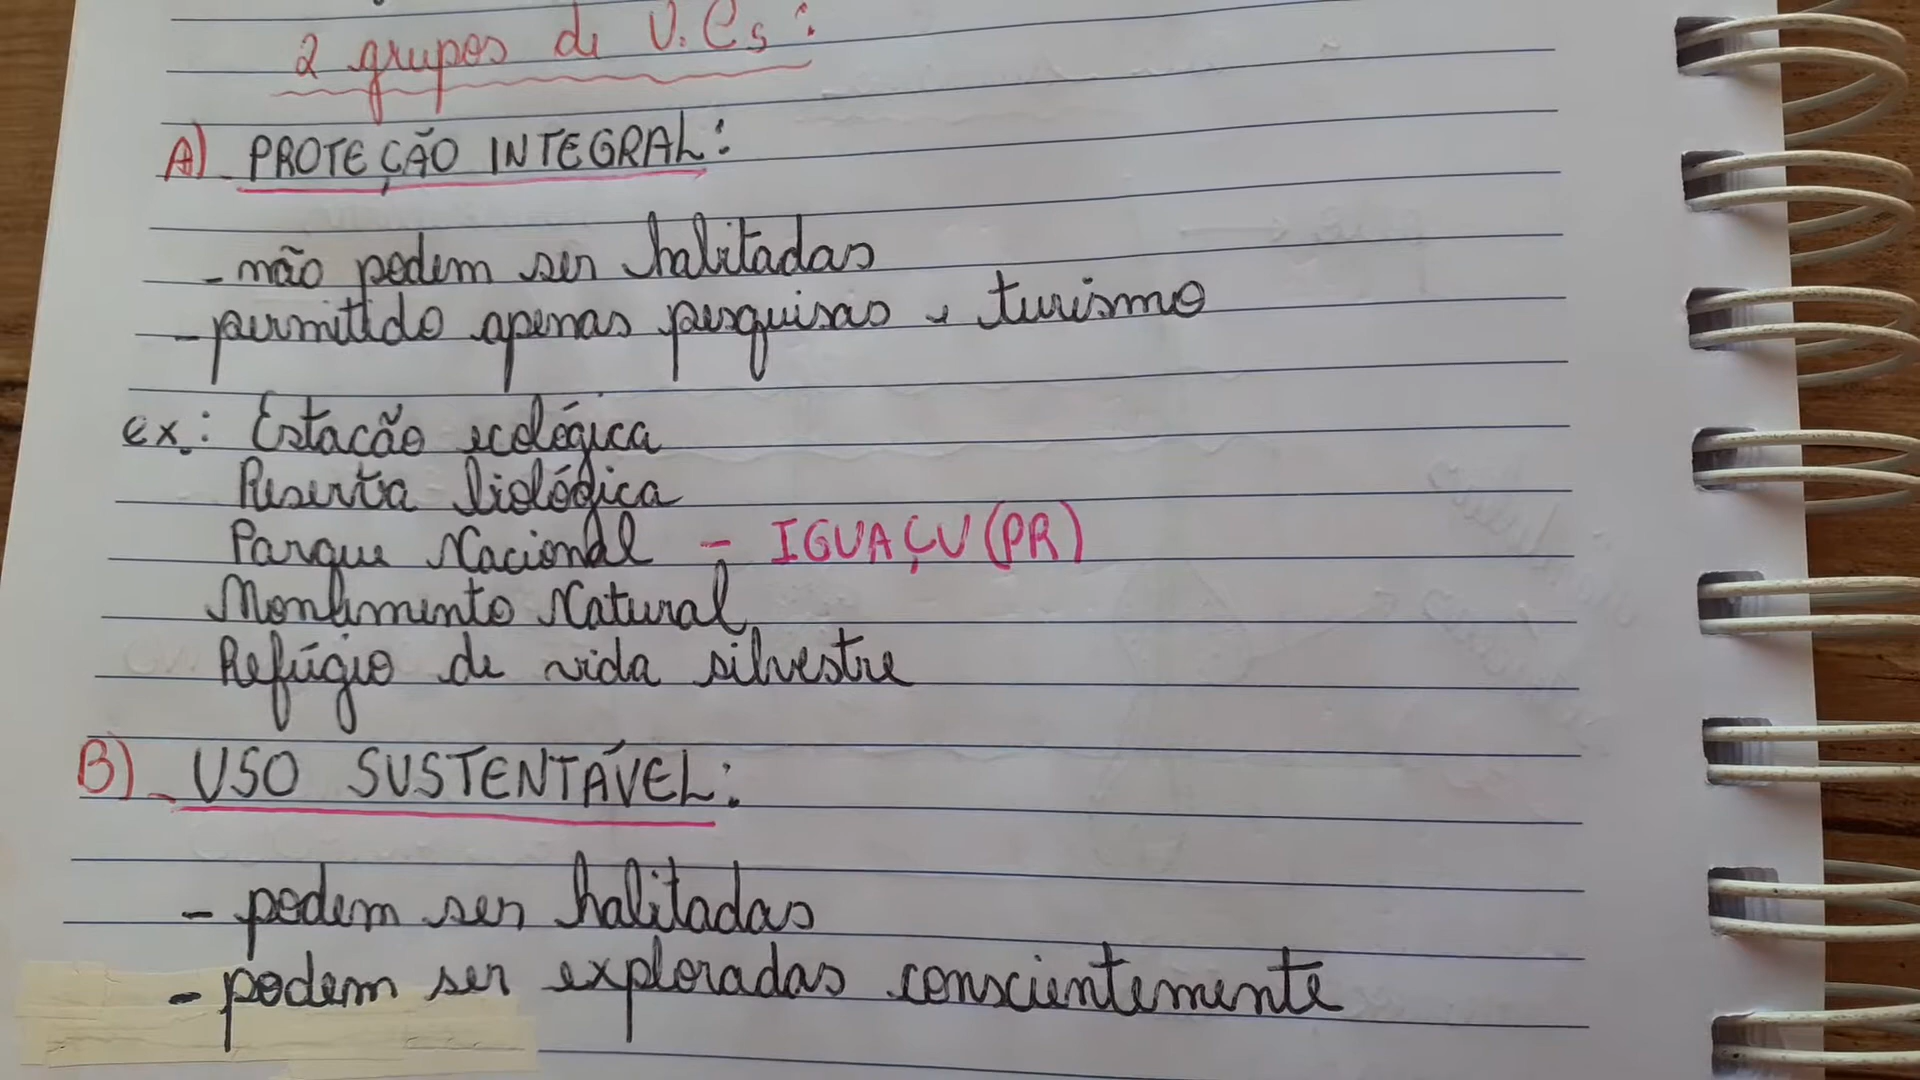 2 grupos de U.Cs:
A) PROTEÇÃO INTEGRAL:
- não podem ser habitadas
- permitido apenas pesquisas e turismo
ex.: Estacão ecológica
Reserva biológica
Parque Nacional - IGUAÇU (PR)
Monumento Natural
Refúgio de vida silvestre
B) USO SUSTENTÁVEL:
- podem ser habitadas
- podem ser exploradas conscientemente